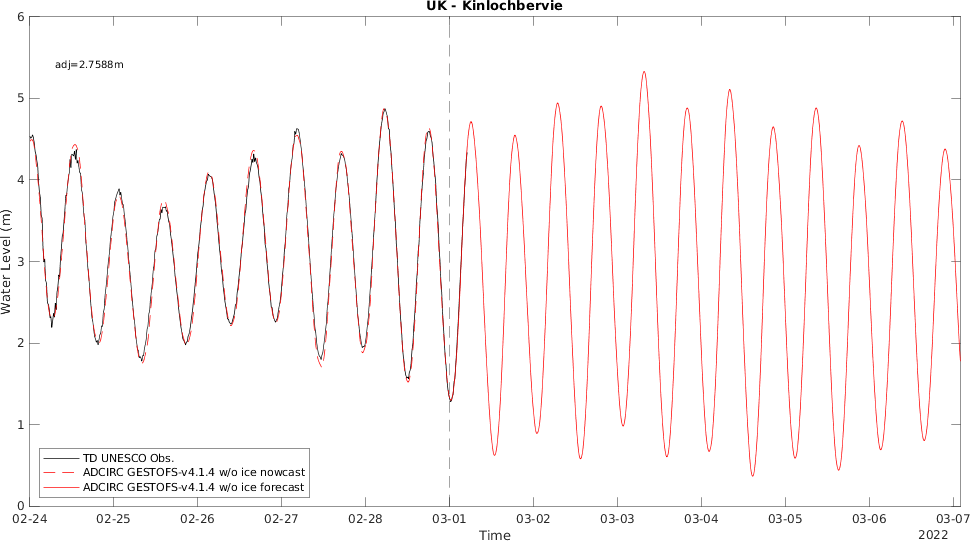 UK - Kinlochbervie
adj=2.7588m
6
5
4
3
2
1
0
Water Level (m)
TD UNESCO Obs.
ADCIRC GESTOFS-v4.1.4 w/o ice nowcast
ADCIRC GESTOFS-v4.1.4 w/o ice forecast
02-24 02-25 02-26 02-27 02-28 03-01 03-02 03-03 03-04 03-05 03-06 03-07
Time
2022